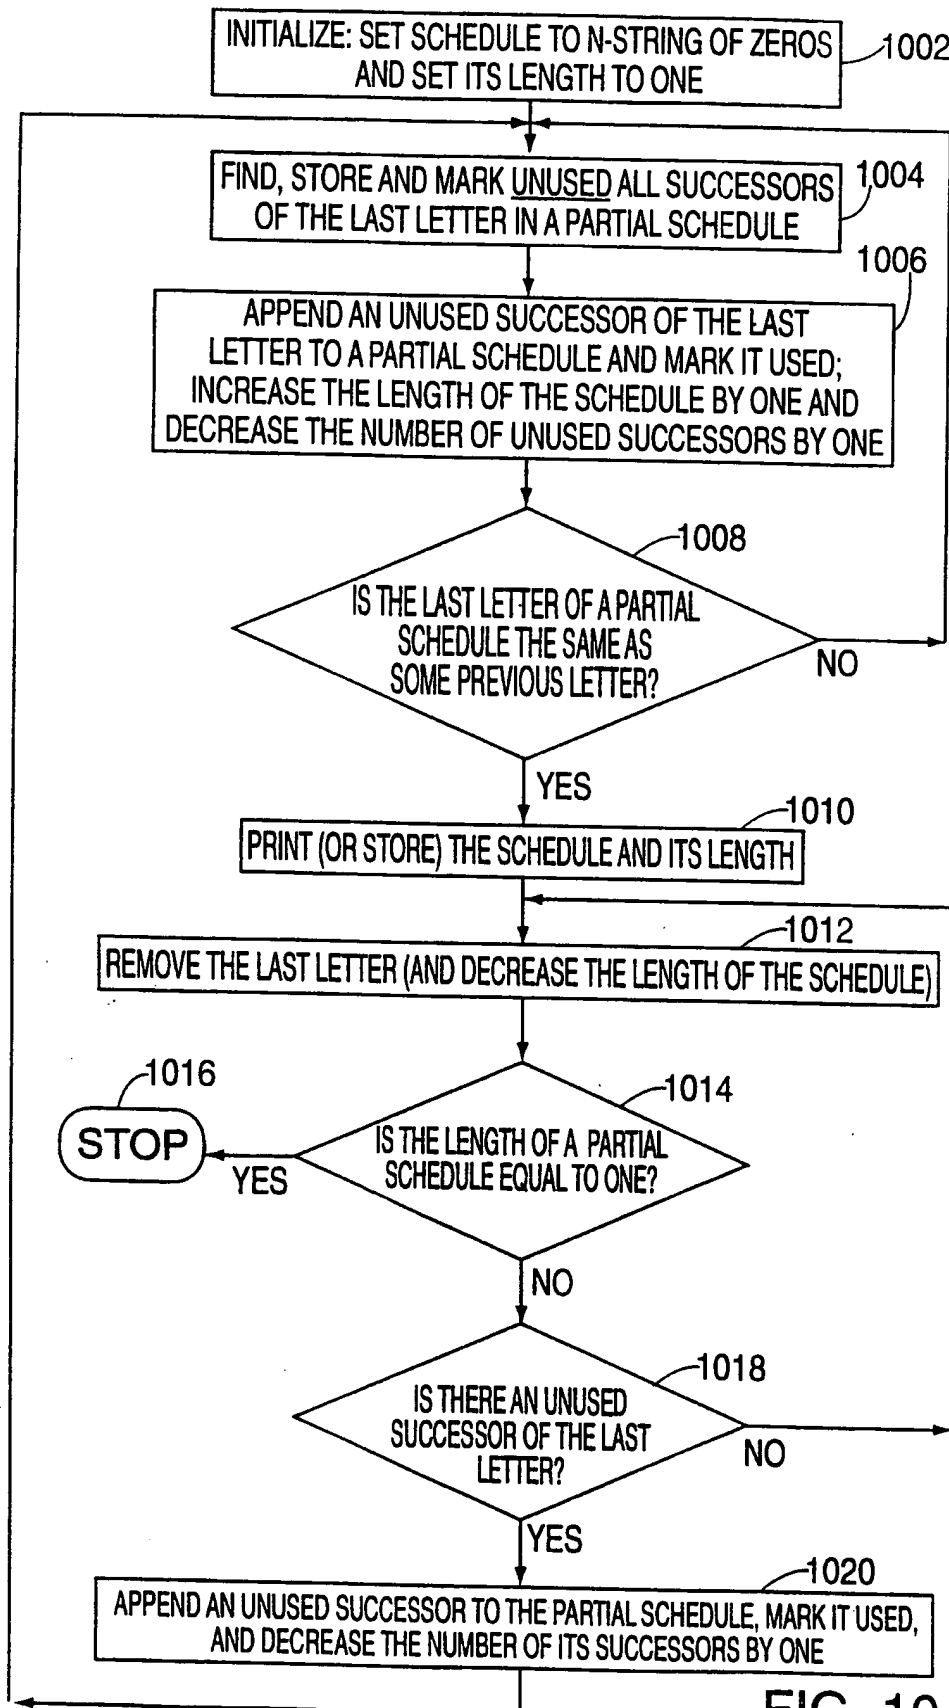 INITIALIZE: SET SCHEDULE TO N-STRING OF ZEROS
AND SET ITS LENGTH TO ONE
1002
FIND, STORE AND MARK UNUSED ALL SUCCESSORS
OF THE LAST LETTER IN A PARTIAL SCHEDULE
1004
1006
APPEND AN UNUSED SUCCESSOR OF THE LAST
LETTER TO A PARTIAL SCHEDULE AND MARK IT USED;
INCREASE THE LENGTH OF THE SCHEDULE BY ONE AND
DECREASE THE NUMBER OF UNUSED SUCCESSORS BY ONE
1008
IS THE LAST LETTER OF A PARTIAL
SCHEDULE THE SAME AS
SOME PREVIOUS LETTER?
NO
YES
1010
PRINT (OR STORE) THE SCHEDULE AND ITS LENGTH
1012
REMOVE THE LAST LETTER (AND DECREASE THE LENGTH OF THE SCHEDULE)
1016
STOP
1014
IS THE LENGTH OF A PARTIAL
SCHEDULE EQUAL TO ONE?
YES
NO
1018
IS THERE AN UNUSED
SUCCESSOR OF THE LAST
LETTER?
NO
YES
1020
APPEND AN UNUSED SUCCESSOR TO THE PARTIAL SCHEDULE, MARK IT USED,
AND DECREASE THE NUMBER OF ITS SUCCESSORS BY ONE
FIG. 10